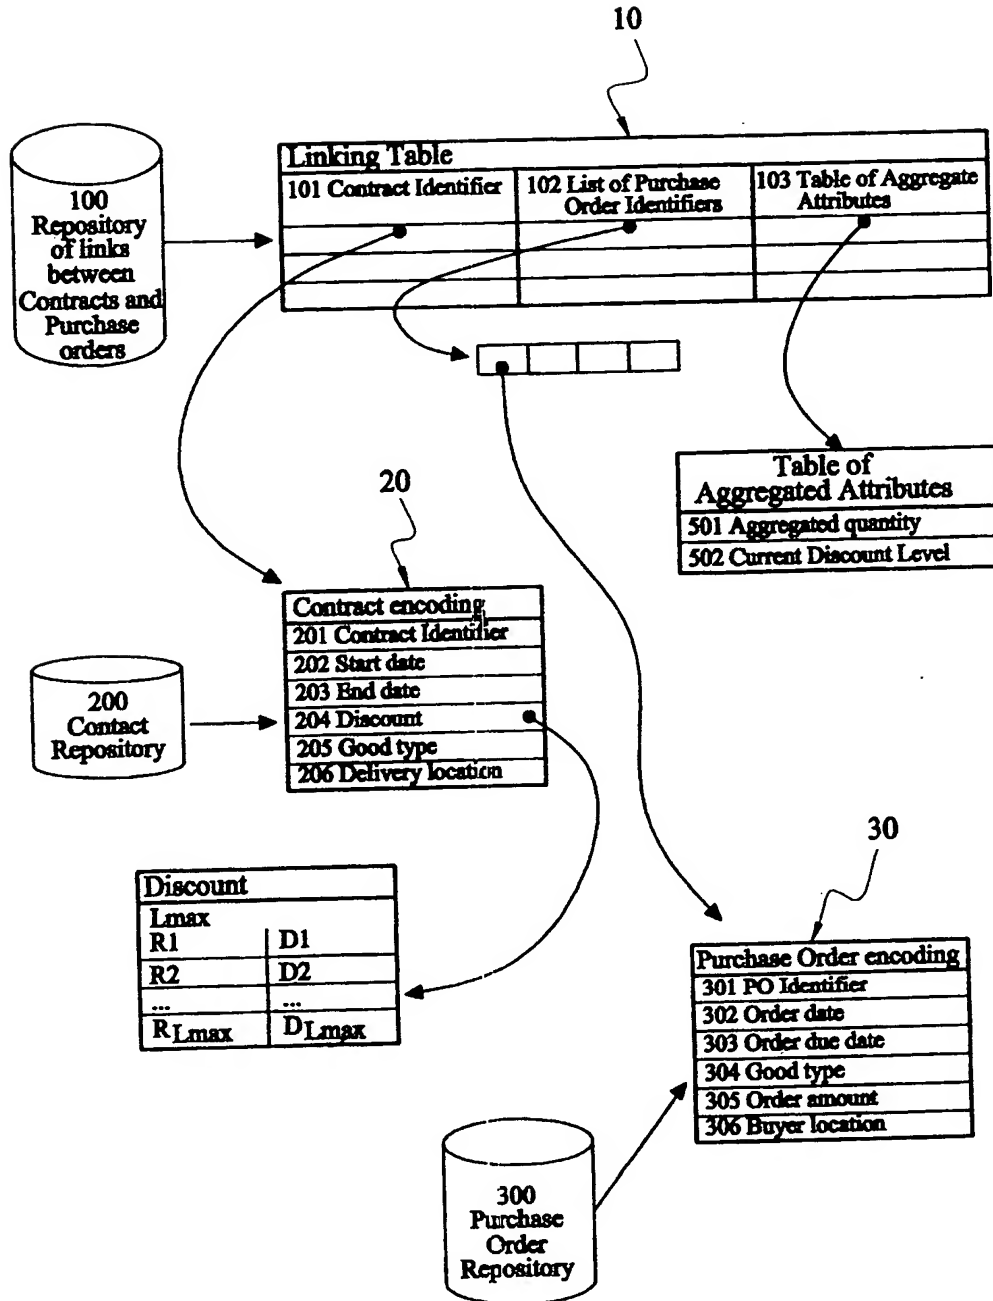 10
100
Repository
of links
between
Contracts and
Purchase
orders
Linking Table
101 Contract Identifier
102 List of Purchase
Order Identifiers
103 Table of Aggregate
Attributes
Table of
Aggregated Attributes
501 Aggregated quantity
502 Current Discount Level
20
Contract encoding
201 Contract Identifier
202 Start date
203 End date
204 Discount
205 Good type
206 Delivery location
200
Contact
Repository
30
Discount
Lmax
R1 D1
R2 D2
... ...
RLmax DLmax
Purchase Order encoding
301 PO Identifier
302 Order date
303 Order due date
304 Good type
305 Order amount
306 Buyer location
300
Purchase
Order
Repository